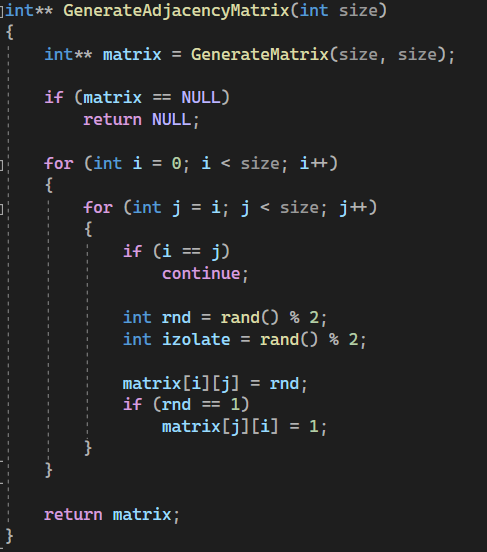 int** GenerateAdjacencyMatrix(int size)
{
    int** matrix = GenerateMatrix(size, size);

    if (matrix == NULL)
        return NULL;

    for (int i = 0; i < size; i++)
    {
        for (int j = i; j < size; j++)
        {
            if (i == j)
                continue;

            int rnd = rand() % 2;
            int izolate = rand() % 2;

            matrix[i][j] = rnd;
            if (rnd == 1)
                matrix[j][i] = 1;
        }
    }

    return matrix;
}